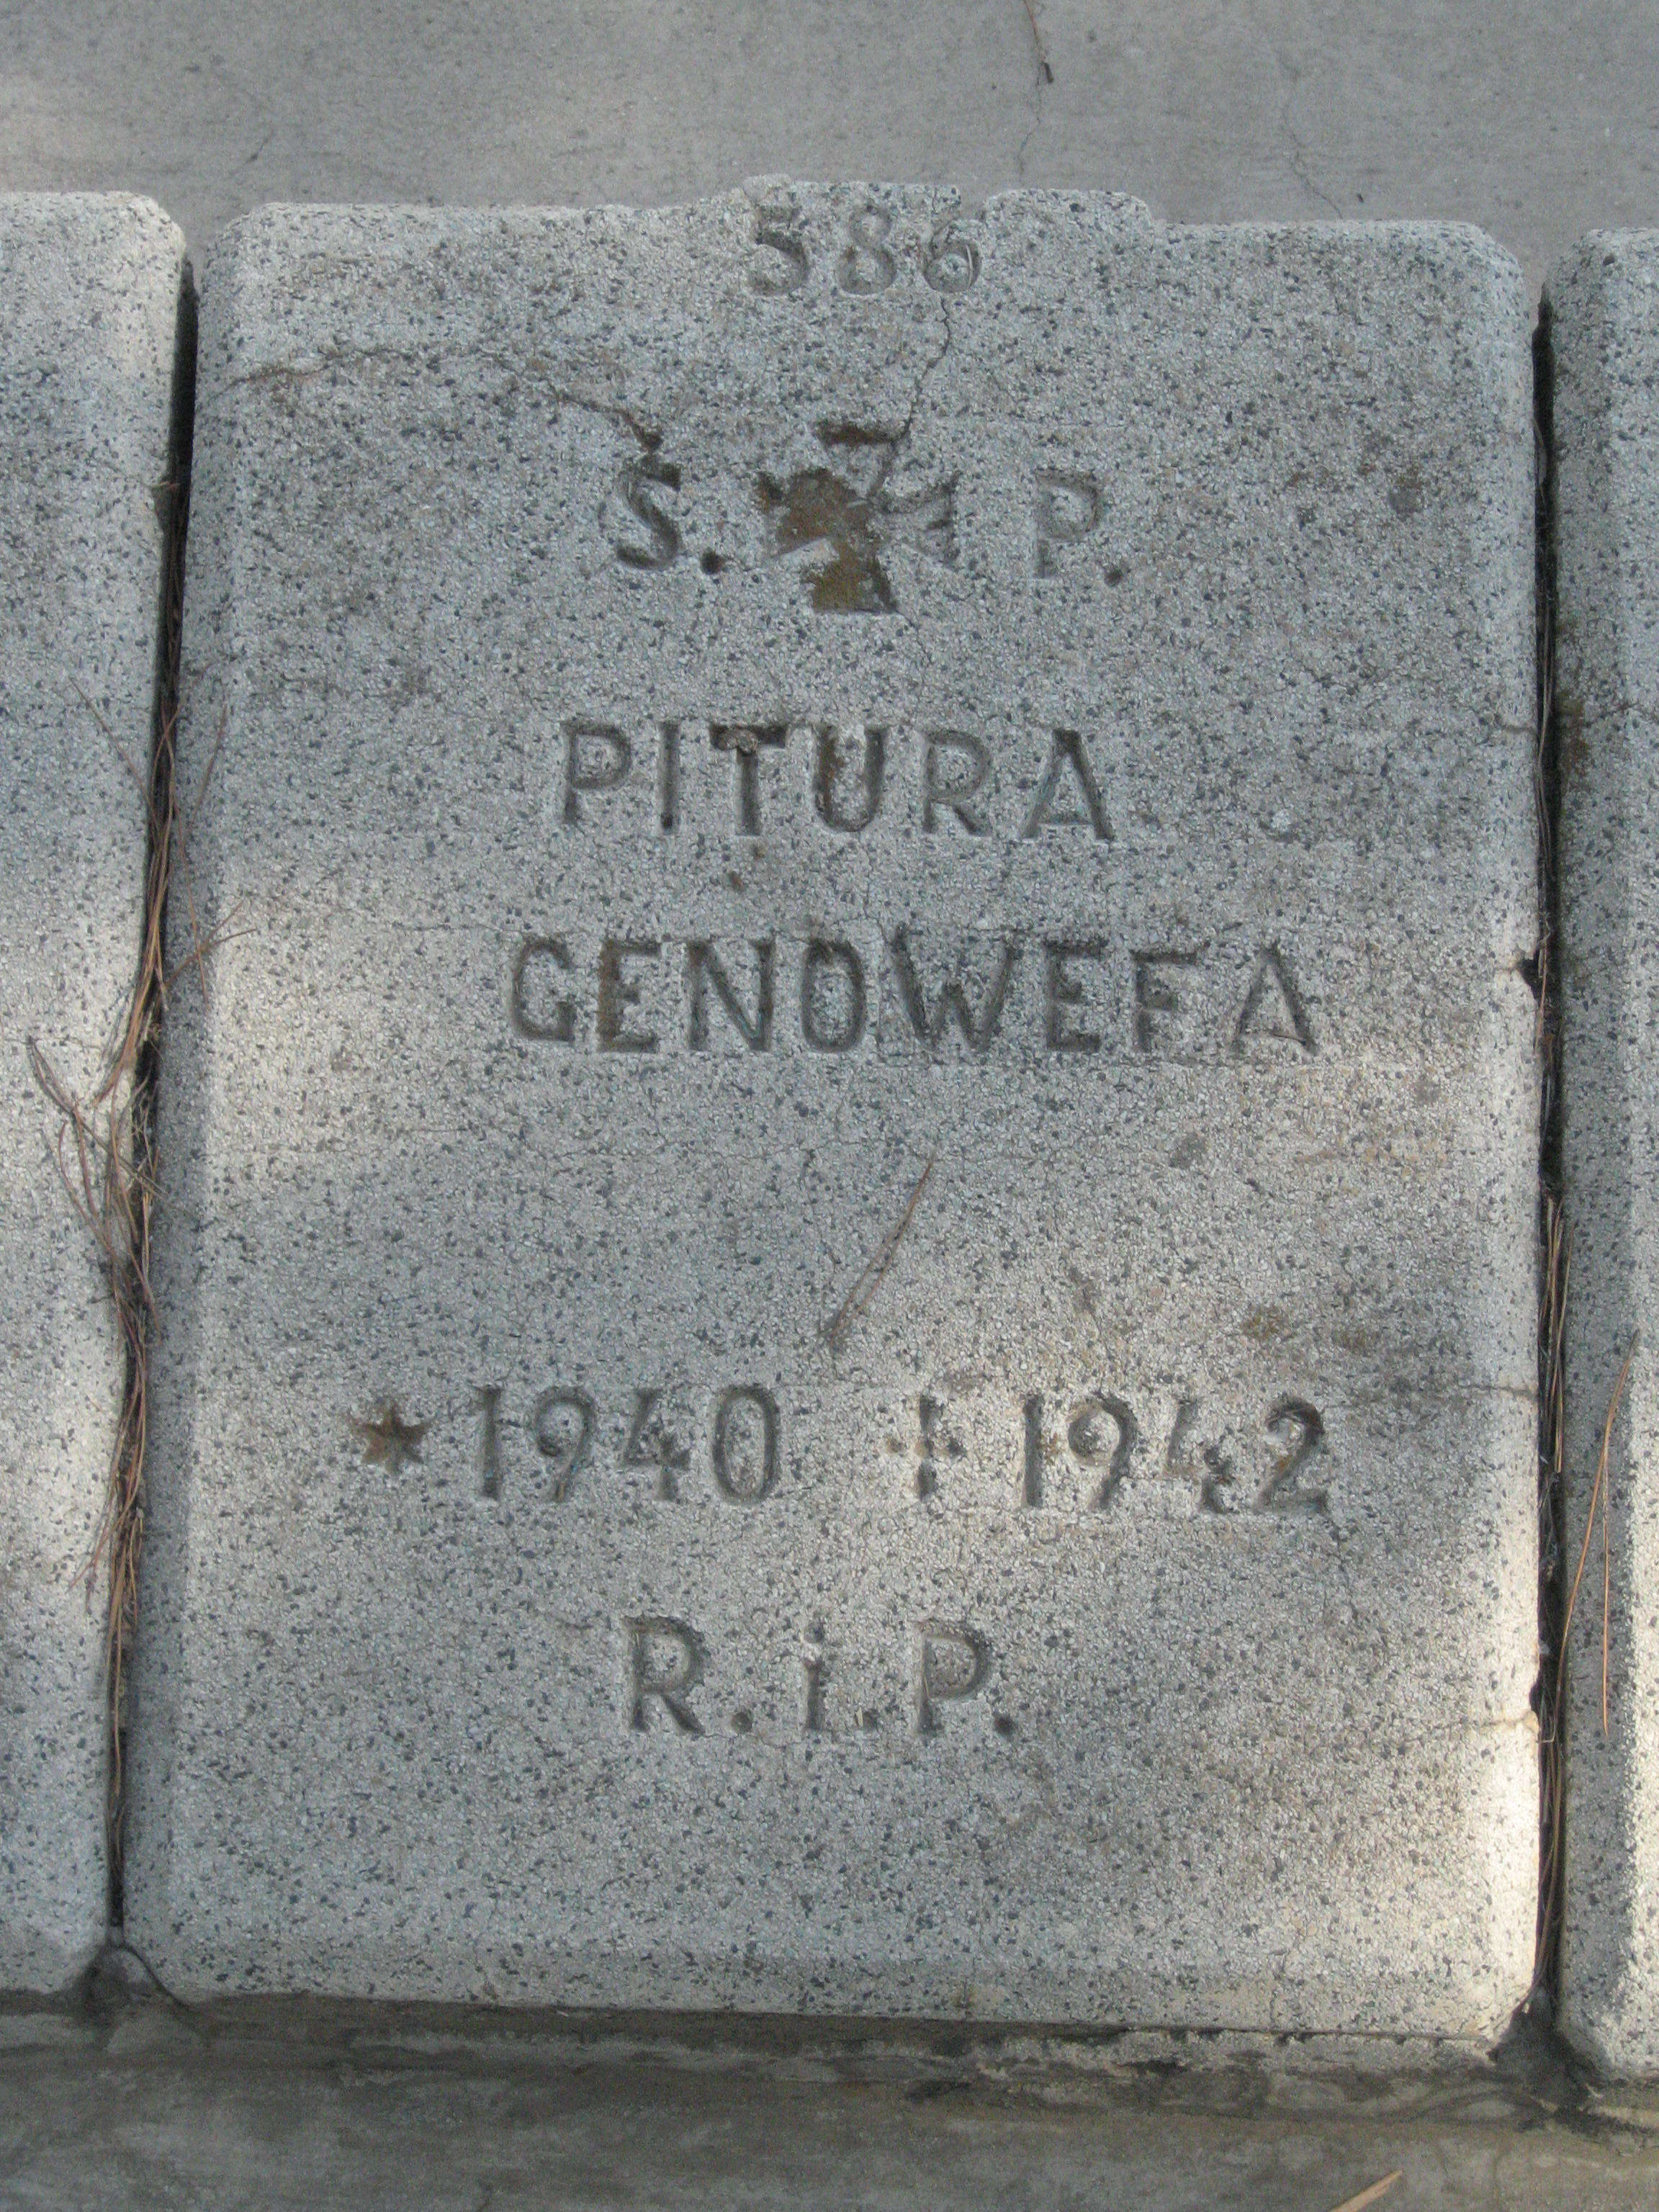 586
Ś. P.
PITURA
GENOWEFA
* 1940 + 1942
R.i.P.